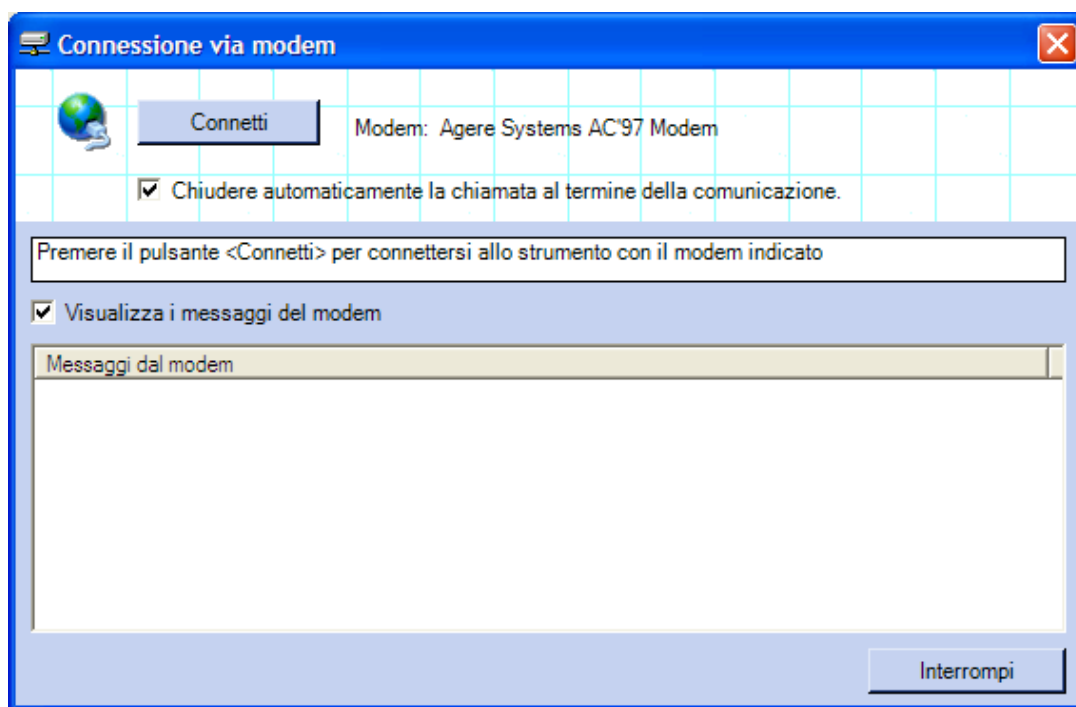 Connessione via modem
Connetti
Modem: Agere Systems AC'97 Modem
Chiudere automaticamente la chiamata al termine della comunicazione.
Premere il pulsante <Connetti> per connettersi allo strumento con il modem indicato
Visualizza i messaggi del modem
Messaggi dal modem
Interrompi